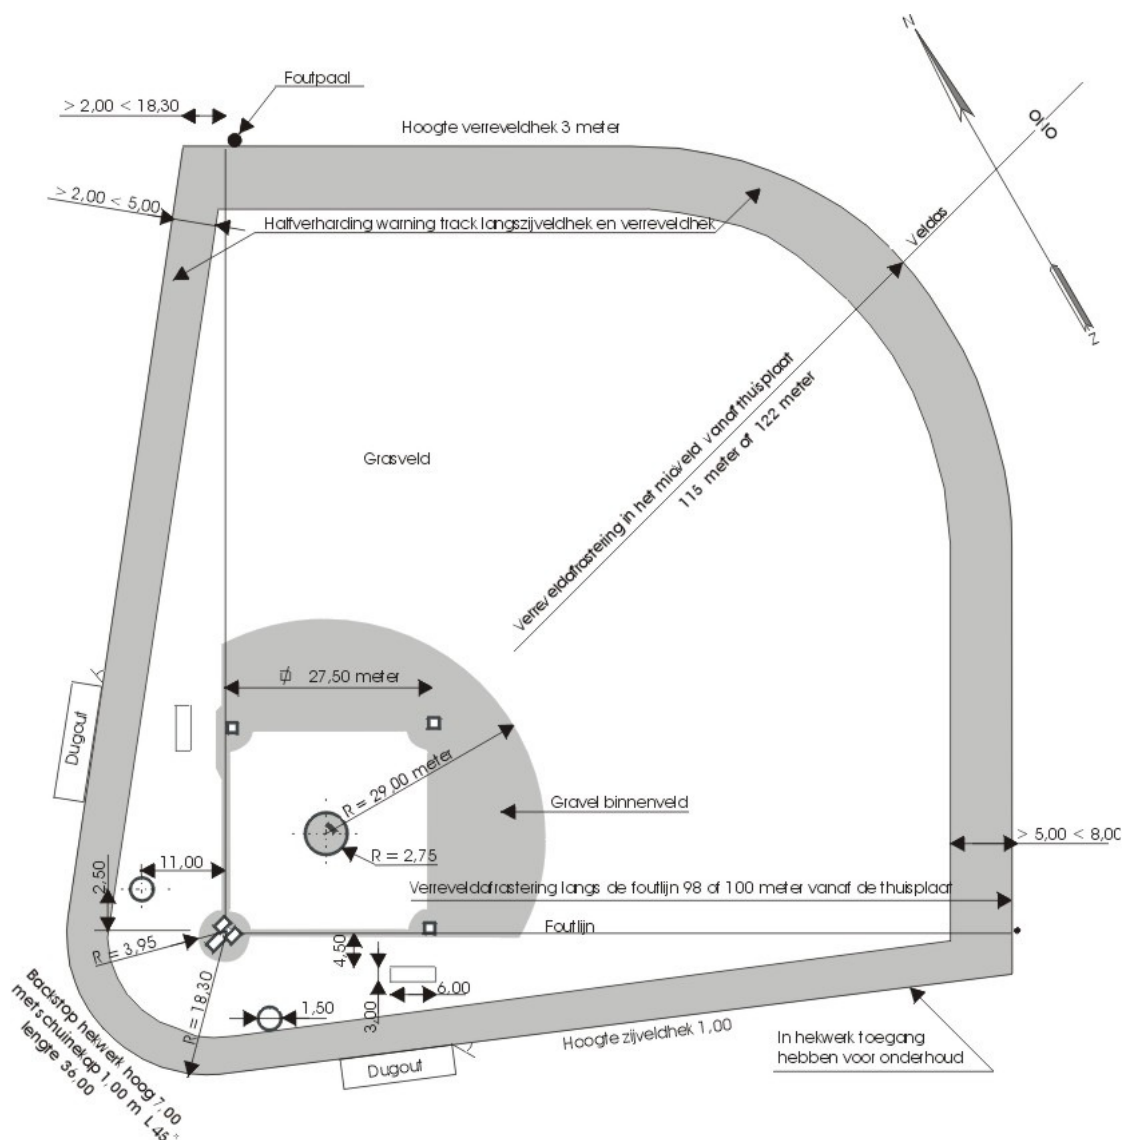 N
Foutpaal
> 2,00 < 18,30
Hoogte verreveldhek 3 meter
OHO
> 2,00 < 5,00
Halfverharding warning track langszijveldhek en verreveldhek
Veldas
N
Verreveldafrastering in het midveld vanaf thuisplaat
115 meter of 122 meter
Grasveld
27,50 meter
Dugout
R = 29,00 meter
Gravel binnenveld
R = 2,75
> 5,00 < 8,00
11,00
2,50
Verreveldafrastering langs de foutlijn 98 of 100 meter vanaf de thuisplaat
Foutlijn
R = 3,95
4,50
R = 18,30
6,00
3,00
1,50
Backstop hekwerk hoog 7,00
met schuinekap 1,00 m L 45°
lengte 36,00
Hoogte zijveldhek 1,00
In hekwerk toegang
hebben voor onderhoud
Dugout